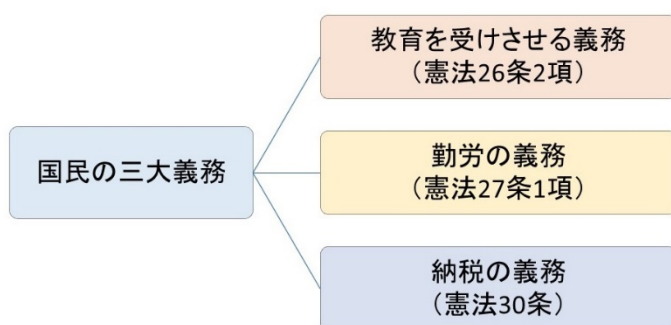 国民の三大義務
教育を受けさせる義務
（憲法26条2項）
勤労の義務
（憲法27条1項）
納税の義務
（憲法30条）